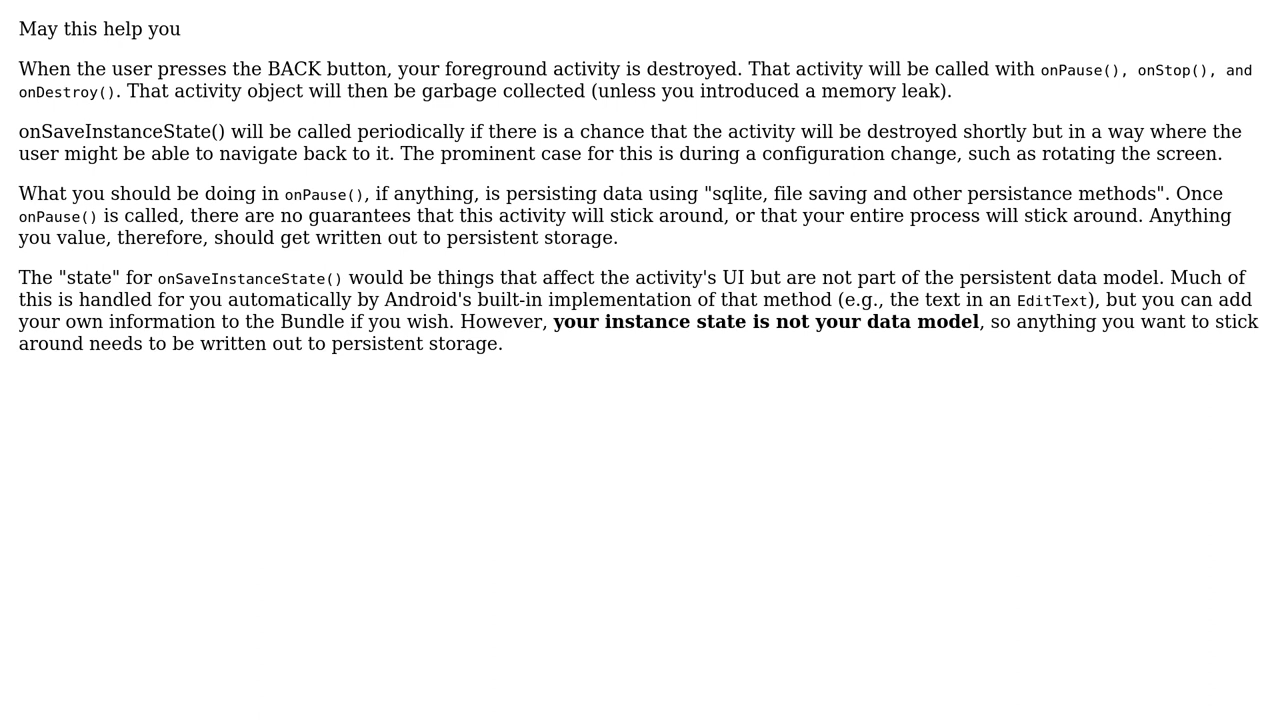 May this help you
When the user presses the BACK button, your foreground activity is destroyed. That activity will be called with onPause(), onStop(), and
onDestroy(). That activity object will then be garbage collected (unless you introduced a memory leak).
onSaveInstanceState() will be called periodically if there is a chance that the activity will be destroyed shortly but in a way where the
user might be able to navigate back to it. The prominent case for this is during a configuration change, such as rotating the screen.
What you should be doing in onPause(), if anything, is persisting data using "sqlite, file saving and other persistance methods". Once
onPause() is called, there are no guarantees that this activity will stick around, or that your entire process will stick around. Anything
you value, therefore, should get written out to persistent storage.
The "state" for onSaveInstanceState() would be things that affect the activity's UI but are not part of the persistent data model. Much of
this is handled for you automatically by Android's built-in implementation of that method (e.g., the text in an EditText), but you can add
your own information to the Bundle if you wish. However, your instance state is not your data model, so anything you want to stick
around needs to be written out to persistent storage.